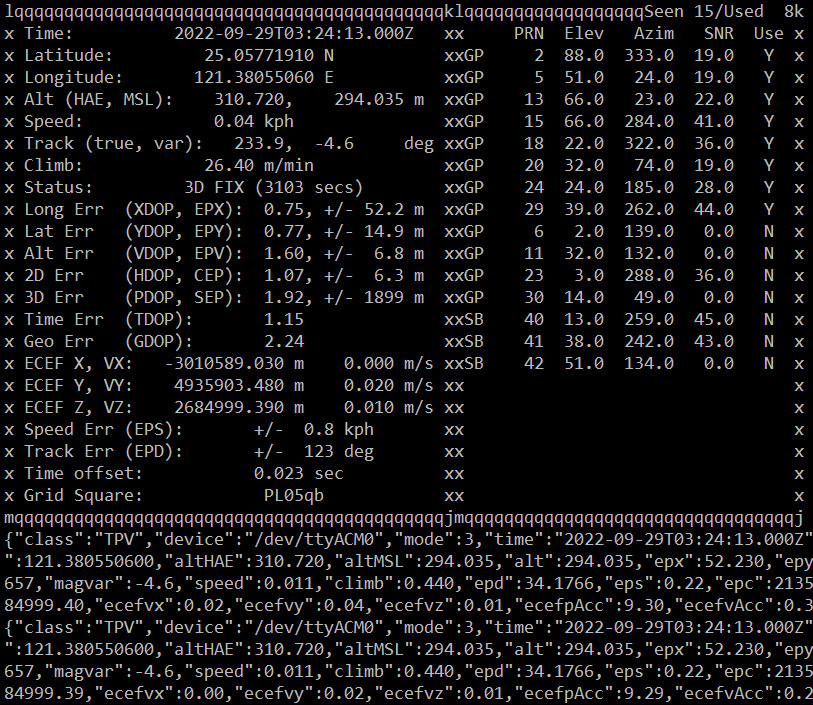 lqqqqqqqqqqqqqqqqqqqqqqqqqqqqqqqqqqqqqqqqqqqklqqqqqqqqqqqqqqqqqqSeen 15/Used  8k
x Time:          2022-09-29T03:24:13.000Z   xx     PRN  Elev   Azim   SNR  Use x
x Latitude:         25.05771910 N           xxGP     2  88.0  333.0  19.0   Y  x
x Longitude:       121.38055060 E           xxGP     5  51.0   24.0  19.0   Y  x
x Alt (HAE, MSL):    310.720,    294.035 m  xxGP    13  66.0   23.0  22.0   Y  x
x Speed:             0.04 kph               xxGP    15  66.0  284.0  41.0   Y  x
x Track (true, var):   233.9,  -4.6     deg xxGP    18  22.0  322.0  36.0   Y  x
x Climb:            26.40 m/min             xxGP    20  32.0   74.0  19.0   Y  x
x Status:         3D FIX (3103 secs)        xxGP    24  24.0  185.0  28.0   Y  x
x Long Err  (XDOP, EPX):  0.75, +/- 52.2 m  xxGP    29  39.0  262.0  44.0   Y  x
x Lat Err   (YDOP, EPY):  0.77, +/- 14.9 m  xxGP     6   2.0  139.0   0.0   N  x
x Alt Err   (VDOP, EPV):  1.60, +/-  6.8 m  xxGP    11  32.0  132.0   0.0   N  x
x 2D Err    (HDOP, CEP):  1.07, +/-  6.3 m  xxGP    23   3.0  288.0  36.0   N  x
x 3D Err    (PDOP, SEP):  1.92, +/- 1899 m  xxGP    30  14.0   49.0   0.0   N  x
x Time Err  (TDOP):       1.15              xxSB    40  13.0  259.0  45.0   N  x
x Geo Err   (GDOP):       2.24              xxSB    41  38.0  242.0  43.0   N  x
x ECEF X, VX:   -3010589.030 m    0.000 m/s xxSB    42  51.0  134.0   0.0   N  x
x ECEF Y, VY:    4935903.480 m    0.020 m/s xx                                 x
x ECEF Z, VZ:    2684999.390 m    0.010 m/s xx                                 x
x Speed Err (EPS):       +/-  0.8 kph       xx                                 x
x Track Err (EPD):       +/-  123 deg       xx                                 x
x Time offset:           0.023 sec          xx                                 x
x Grid Square:            PL05qb            xx                                 x
mqqqqqqqqqqqqqqqqqqqqqqqqqqqqqqqqqqqqqqqqqqqjmqqqqqqqqqqqqqqqqqqqqqqqqqqqqqqqqqj
{"class":"TPV","device":"/dev/ttyACM0","mode":3,"time":"2022-09-29T03:24:13.000Z"
":121.380550600,"altHAE":310.720,"altMSL":294.035,"alt":294.035,"epx":52.230,"epy
657,"magvar":-4.6,"speed":0.011,"climb":0.440,"epd":34.1766,"eps":0.22,"epc":2135
84999.40,"ecefvx":0.02,"ecefvy":0.04,"ecefvz":0.01,"ecefpAcc":9.30,"ecefvAcc":0.3
{"class":"TPV","device":"/dev/ttyACM0","mode":3,"time":"2022-09-29T03:24:13.000Z"
":121.380550600,"altHAE":310.720,"altMSL":294.035,"alt":294.035,"epx":52.230,"epy
657,"magvar":-4.6,"speed":0.011,"climb":0.440,"epd":34.1766,"eps":0.22,"epc":2135
84999.39,"ecefvx":0.00,"ecefvy":0.02,"ecefvz":0.01,"ecefpAcc":9.29,"ecefvAcc":0.2